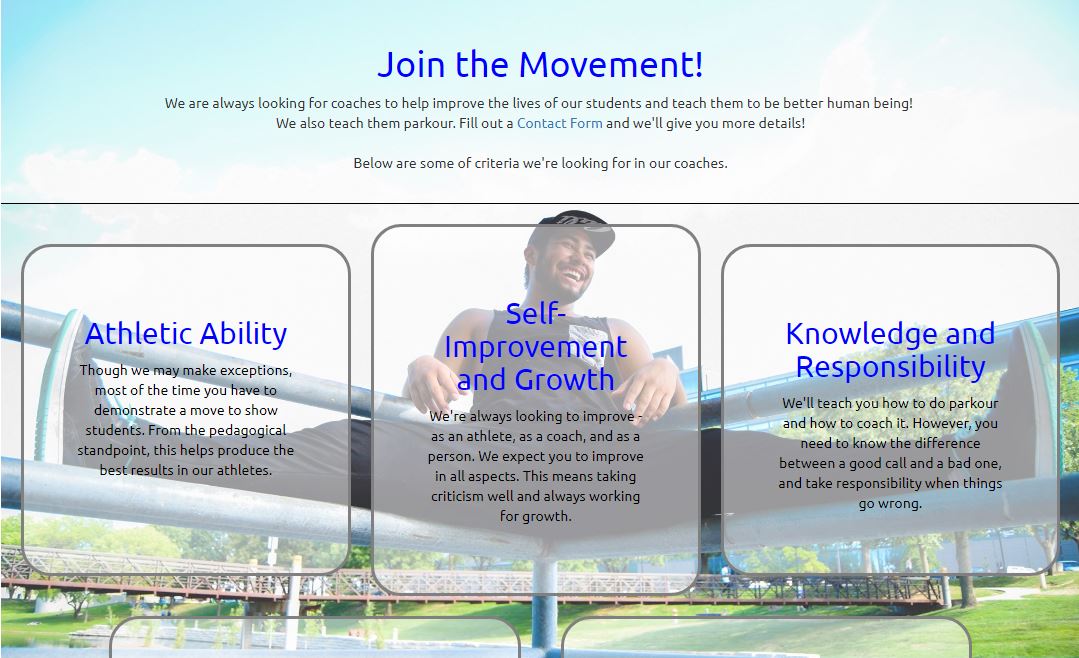 Join the Movement!
We are always looking for coaches to help improve the lives of our students and teach them to be better human being!
We also teach them parkour. Fill out a Contact Form and we'll give you more details!
Below are some of criteria we're looking for in our coaches.
Athletic Ability
Though we may make exceptions,
most of the time you have to
demonstrate a move to show
students. From the pedagogical
standpoint, this helps produce the
best results in our athletes.
Self-
Improvement
and Growth
We're always looking to improve -
as an athlete, as a coach, and as a
person. We expect you to improve
in all aspects. This means taking
criticism well and always working
for growth.
Knowledge and
Responsibility
We'll teach you how to do parkour
and how to coach it. However, you
need to know the difference
between a good call and a bad one,
and take responsibility when things
go wrong.